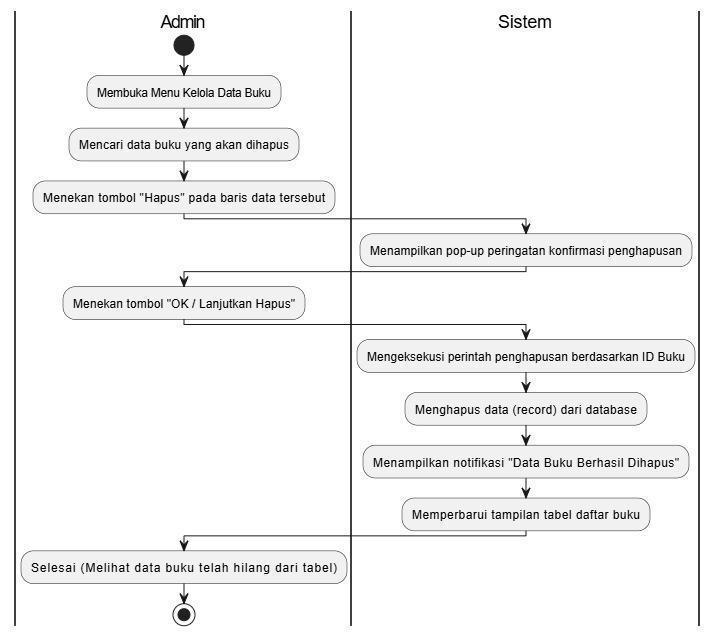 Admin
Sistem
Membuka Menu Kelola Data Buku
Mencari data buku yang akan dihapus
Menekan tombol "Hapus" pada baris data tersebut
Menampilkan pop-up peringatan konfirmasi penghapusan
Menekan tombol "OK / Lanjutkan Hapus"
Mengeksekusi perintah penghapusan berdasarkan ID Buku
Menghapus data (record) dari database
Menampilkan notifikasi "Data Buku Berhasil Dihapus"
Memperbarui tampilan tabel daftar buku
Selesai (Melihat data buku telah hilang dari tabel)